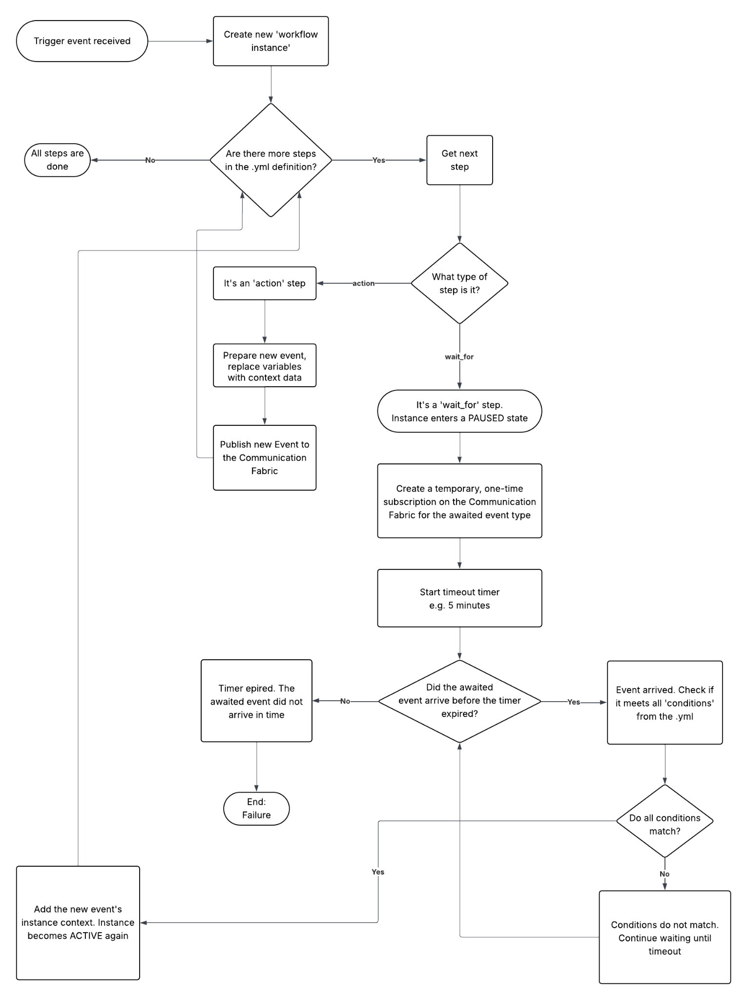 Trigger event received
Create new 'workflow
instance'
Are there more steps
in the .yml definition?
No
All steps are
done
Yes
Get next
step
What type of
step is it?
action
It's an 'action' step
Prepare new event,
replace variables
with context data
Publish new Event to
the Communication
Fabric
wait_for
It's a 'wait_for' step.
Instance enters a PAUSED state
Create a temporary, one-time
subscription on the Communication
Fabric for the awaited event type
Start timeout timer
e.g. 5 minutes
Did the awaited
event arrive before the timer
expired?
No
Timer epired. The
awaited event did not
arrive in time
End:
Failure
Yes
Event arrived. Check if
it meets all 'conditions'
from the .yml
Do all conditions
match?
Yes
Add the new event's
instance context. Instance
becomes ACTIVE again
No
Conditions do not match.
Continue waiting until
timeout